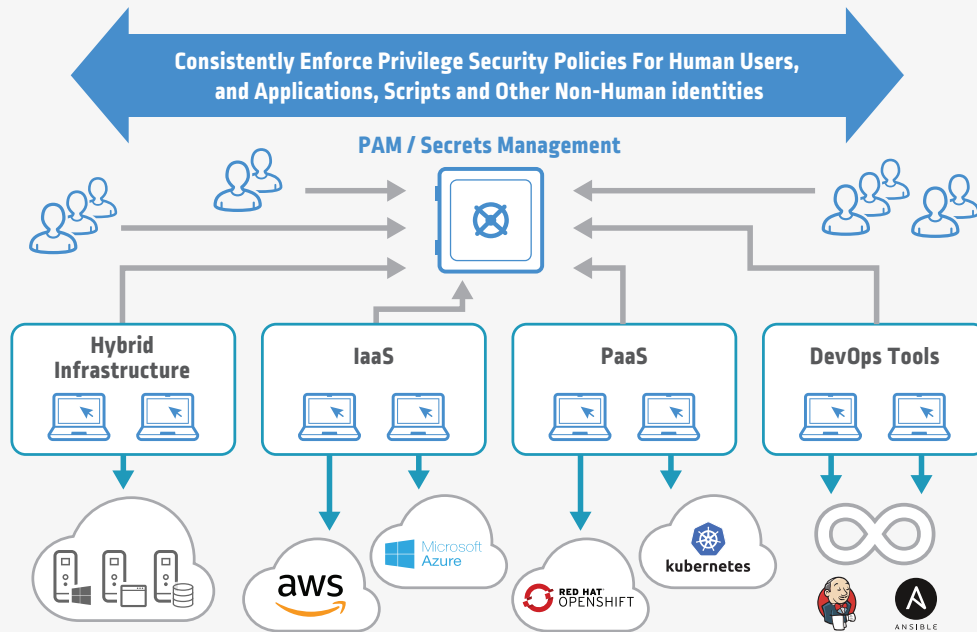 Consistently Enforce Privilege Security Policies For Human Users,
and Applications, Scripts and Other Non-Human identities
PAM / Secrets Management
Hybrid
Infrastructure
IaaS
PaaS
DevOps Tools
aws
Microsoft
Azure
RED HAT®
OPENSHIFT
kubernetes
A
ANSIBLE